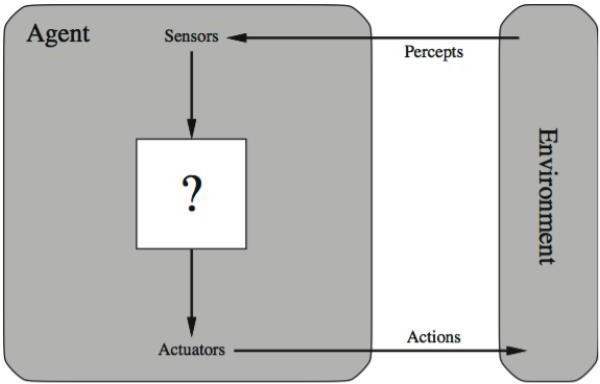 Agent
Sensors
Percepts
?
Environment
Actions
Actuators